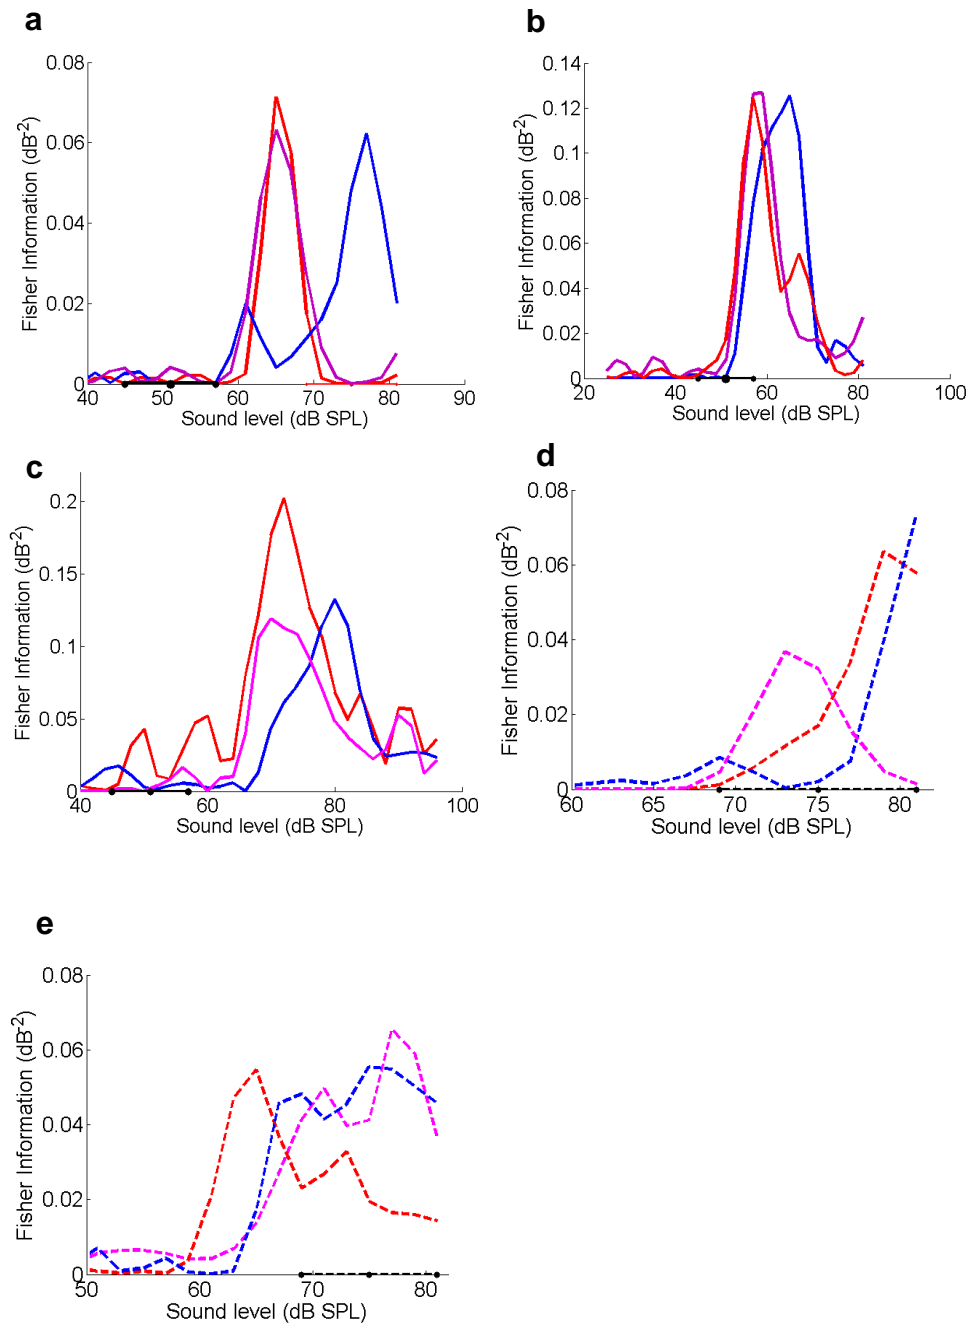 a
0.08
0.06
0.04
0.02
0
Fisher Information (dB-2)
40 50 60 70 80 90
Sound level (dB SPL)
b
0.14
0.12
0.1
0.08
0.06
0.04
0.02
0
Fisher Information (dB-2)
20 40 60 80 100
Sound level (dB SPL)
c
0.2
0.15
0.1
0.05
0
Fisher Information (dB-2)
40 60 80 100
Sound level (dB SPL)
d
0.08
0.06
0.04
0.02
0
Fisher Information (dB-2)
60 65 70 75 80
Sound level (dB SPL)
e
0.08
0.06
0.04
0.02
0
Fisher Information (dB-2)
50 60 70 80
Sound level (dB SPL)